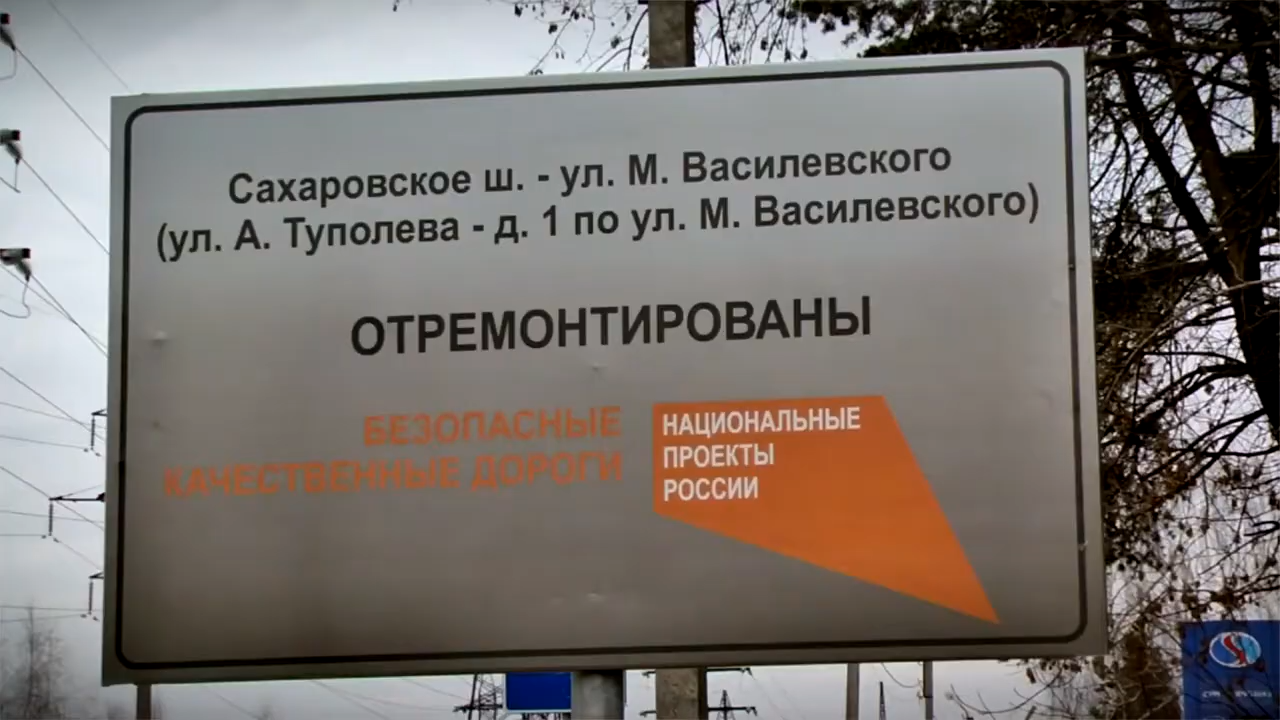 Сахаровское ш. - ул. М. Василевского
(ул. А. Туполева - д. 1 по ул. М. Василевского)
ОТРЕМОНТИРОВАНЫ
БЕЗОПАСНЫЕ
КАЧЕСТВЕННЫЕ ДОРОГИ
НАЦИОНАЛЬНЫЕ
ПРОЕКТЫ
РОССИИ